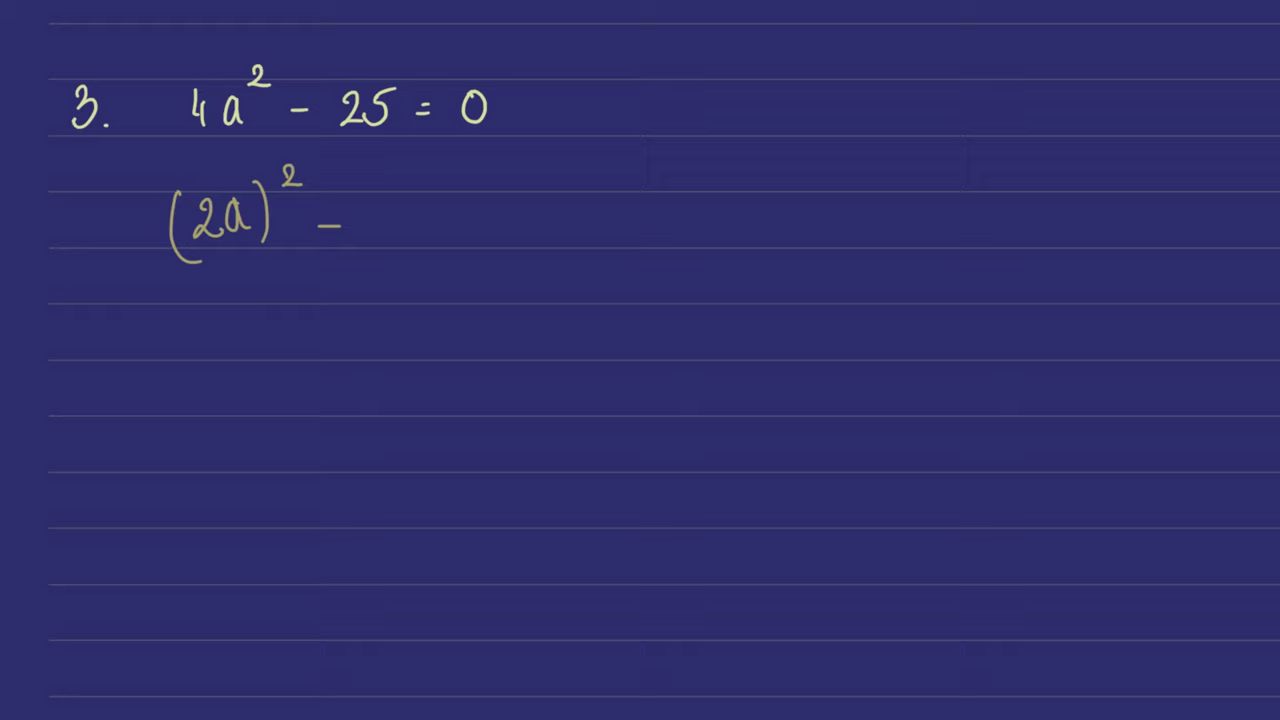 3. 4a² - 25 = 0
(2a)² -